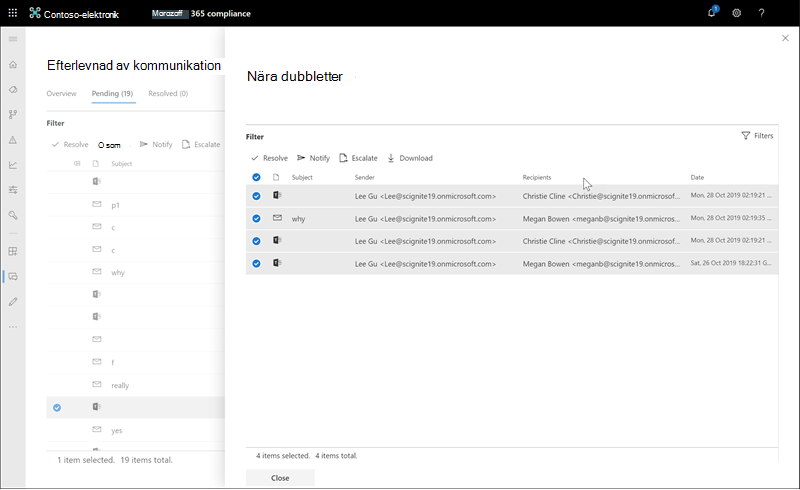 Contoso-elektronik Marazoff 365 compliance 1 ?
Efterlevnad av kommunikation
Overview Pending (19) Resolved (0)
Filter
Resolve O som Notify Escalate
Subject
p1
c
c
why
f
really
yes
1 item selected. 19 items total.
Nära dubbletter
Filter Filters
Resolve Notify Escalate Download
Subject Sender Recipients Date
Lee Gu <Lee@scignite19.onmicrosoft.com> Christie Cline <Christie@scignite19.onmicrosof... Mon, 28 Oct 2019 02:19:21 ...
why Lee Gu <Lee@scignite19.onmicrosoft.com> Megan Bowen <meganb@scignite19.onmicrosoft... Mon, 28 Oct 2019 02:19:35 ...
Lee Gu <Lee@scignite19.onmicrosoft.com> Christie Cline <Christie@scignite19.onmicrosof... Mon, 28 Oct 2019 02:19:21 ...
Lee Gu <Lee@scignite19.onmicrosoft.com> Megan Bowen <meganb@scignite19.onmicrosoft... Sat, 26 Oct 2019 18:22:31 G...
4 items selected. 4 items total.
Close